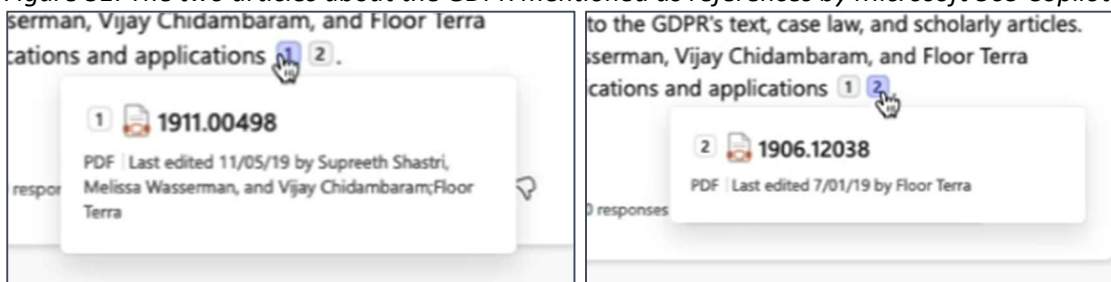 Figure 32: The two articles about the GDPR mentioned as references by Microsoft 365 Copilot
serman, Vijay Chidambaram, and Floor Terra
cations and applications 1 2.
1 1911.00498
PDF | Last edited 11/05/19 by Supreeth Shastri,
Melissa Wasserman, and Vijay Chidambaram;Floor
Terra
respor
to the GDPR's text, case law, and scholarly articles.
sserman, Vijay Chidambaram, and Floor Terra
cations and applications 1 2
2 1906.12038
PDF | Last edited 7/01/19 by Floor Terra
0 responses